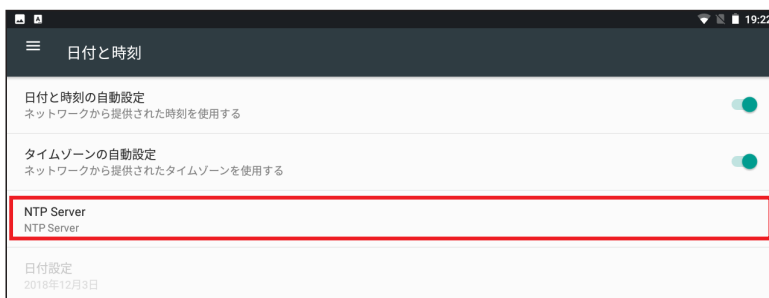 19:22
日付と時刻
日付と時刻の自動設定
ネットワークから提供された時刻を使用する
タイムゾーンの自動設定
ネットワークから提供されたタイムゾーンを使用する
NTP Server
NTP Server
日付設定
2018年12月3日